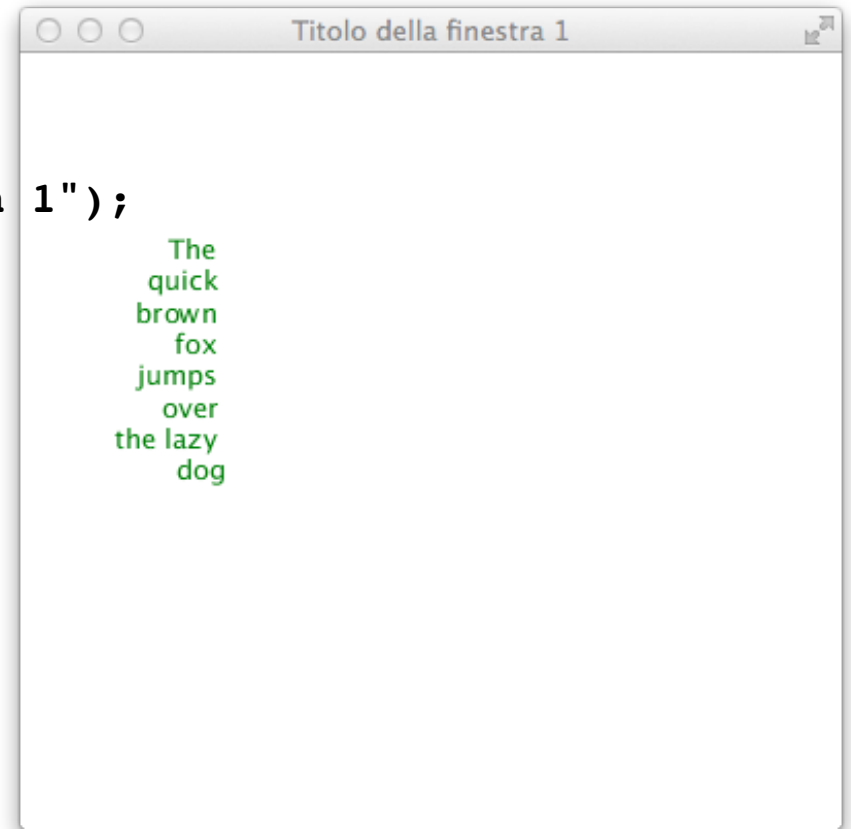 Titolo della finestra 1
1");
The
quick
brown
fox
jumps
over
the lazy
dog